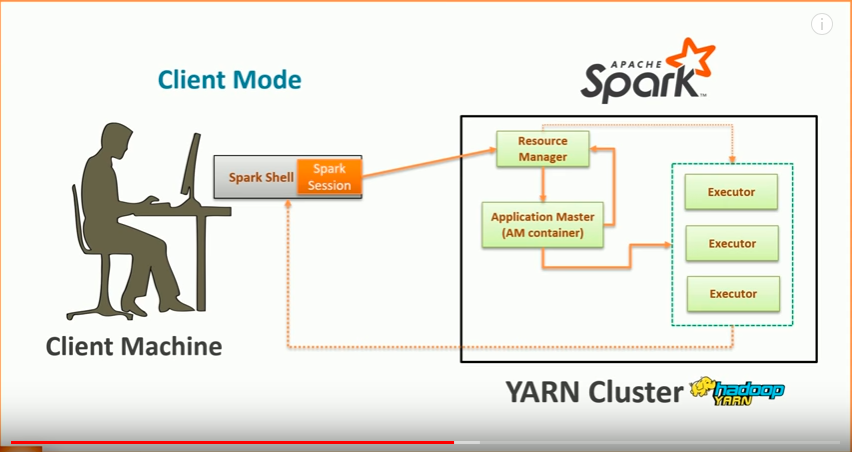 Client Mode
APACHE
Spark™
Spark Shell
Spark
Session
Resource
Manager
Application Master
(AM container)
Executor
Executor
Executor
Client Machine
YARN Cluster
hadoop
YARN